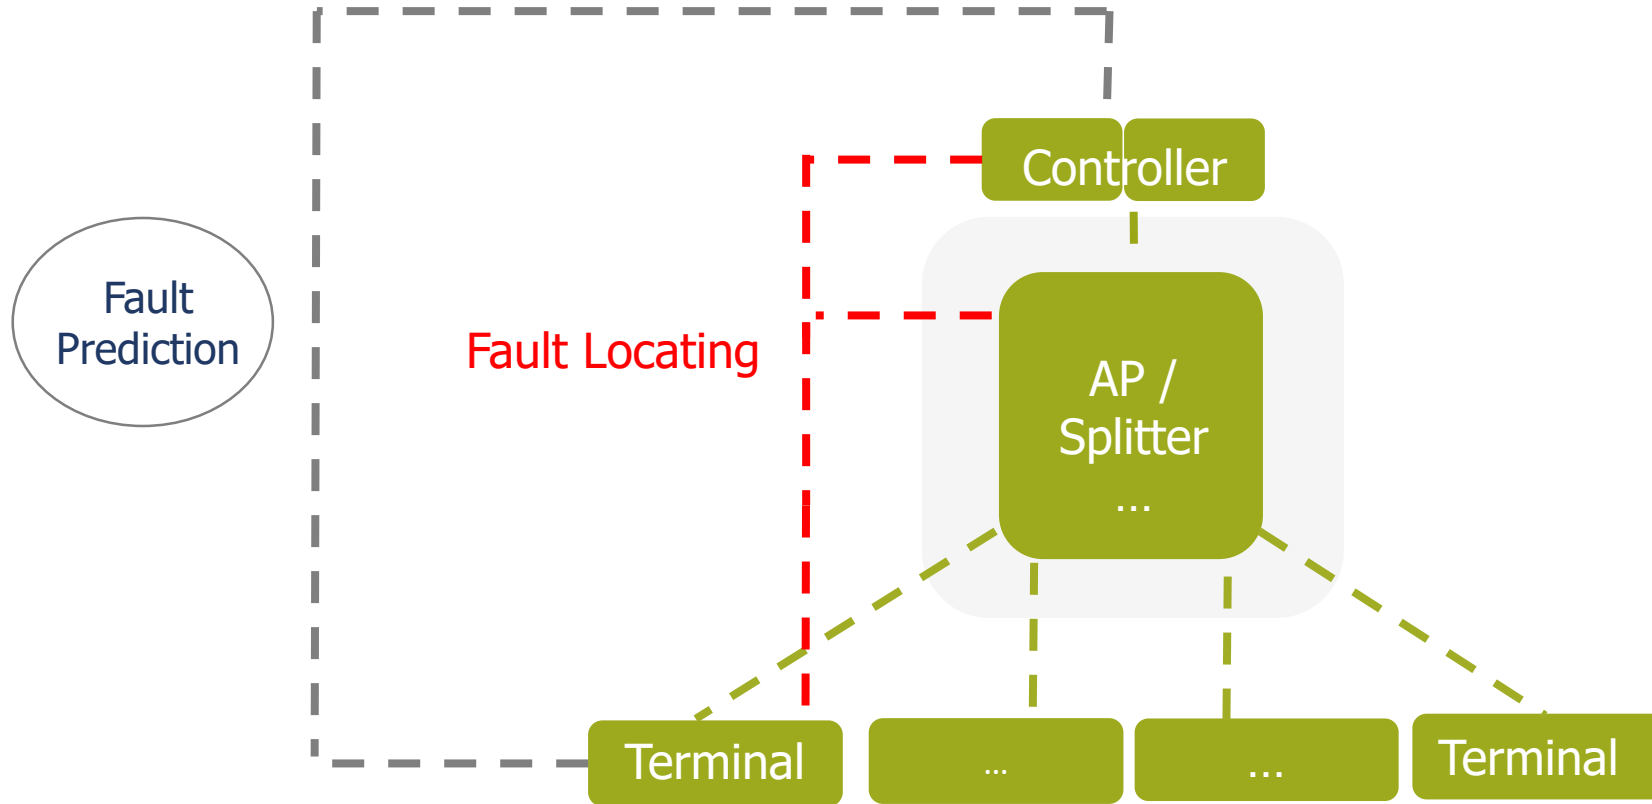 Controller
Fault
Prediction
Fault Locating
AP /
Splitter
...
Terminal
...
...
Terminal